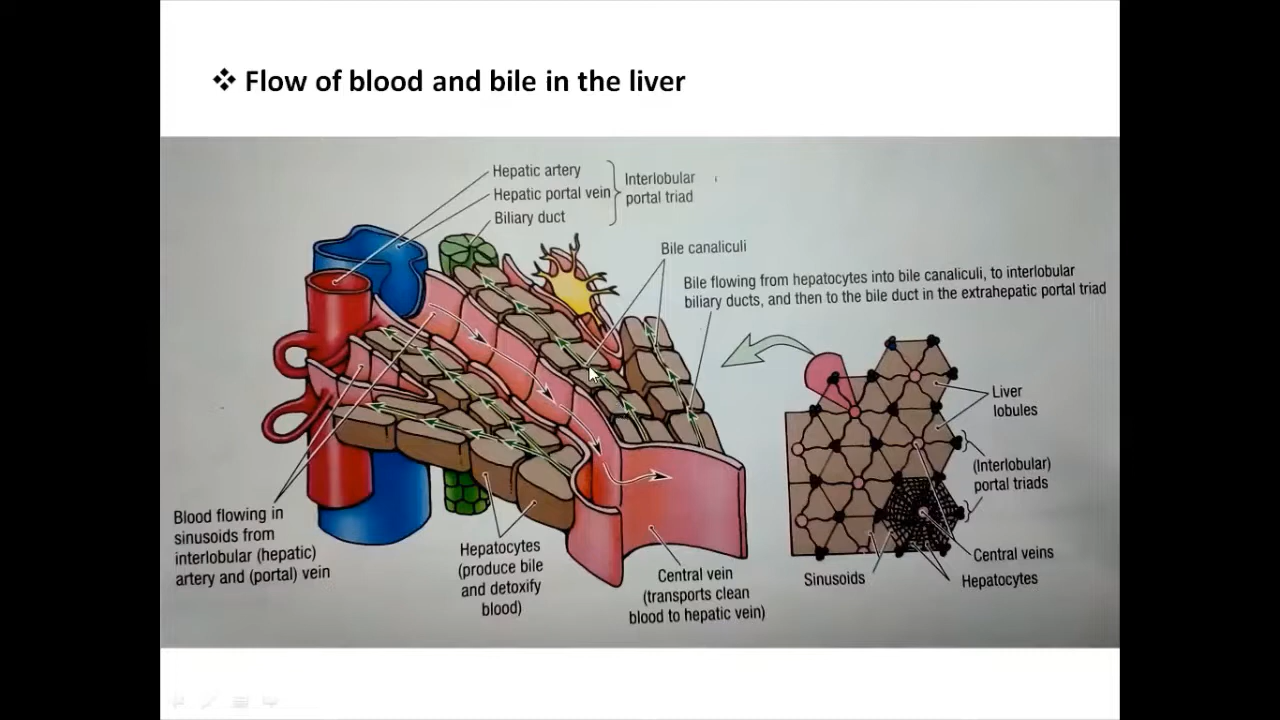 ❖ Flow of blood and bile in the liver
Hepatic artery
Hepatic portal vein
Biliary duct
Interlobular
portal triad
Bile canaliculi
Bile flowing from hepatocytes into bile canaliculi, to interlobular
biliary ducts, and then to the bile duct in the extrahepatic portal triad
Liver
lobules
(Interlobular)
portal triads
Central veins
Hepatocytes
Sinusoids
Blood flowing in
sinusoids from
interlobular (hepatic)
artery and (portal) vein
Hepatocytes
(produce bile
and detoxify
blood)
Central vein
(transports clean
blood to hepatic vein)